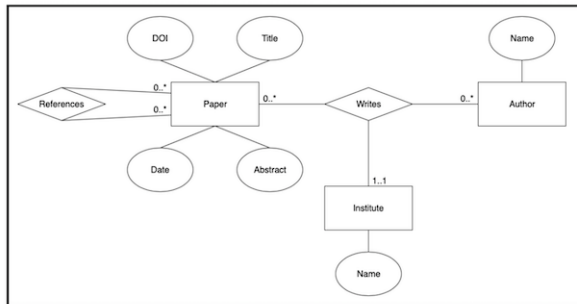 DOI
Title
Name
0..*
References
Paper
0..*
Writes
0..*
Author
0..*
Date
Abstract
1..1
Institute
Name